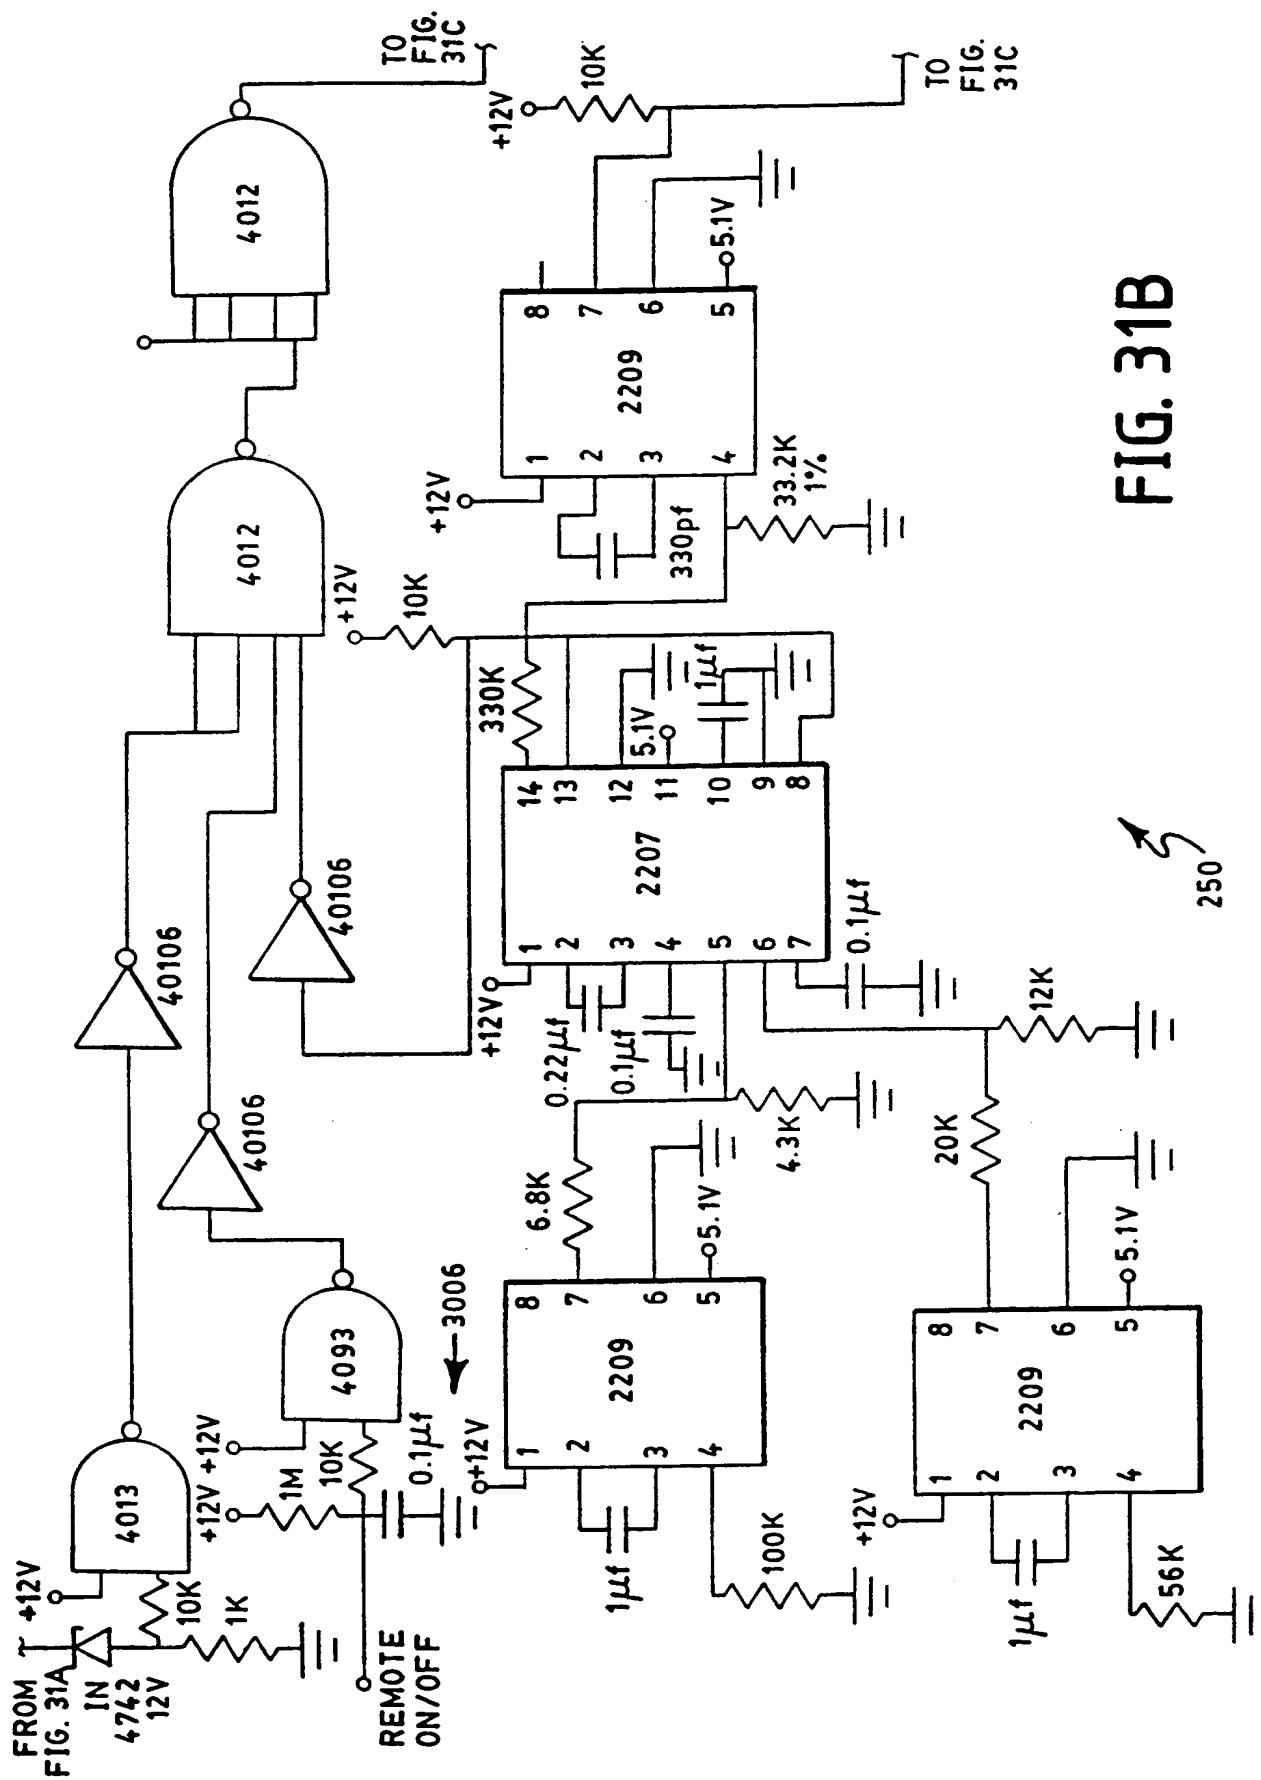 FROM
FIG. 31A
IN
4742
12V
+12V
10K
1K
4013
REMOTE
ON/OFF
+12V
1M
+12V
10K
0.1µf
4093
3006
40106
40106
40106
4012
4012
TO
FIG.
31C
+12V
1
2
3
4
1µf
100K
2209
8
7
6
5
5.1V
6.8K
4.3K
+12V
1
2
3
4
1µf
56K
2209
8
7
6
5
5.1V
20K
12K
+12V
0.22µf
0.1µf
0.1µf
1
2
3
4
5
6
7
2207
14
13
12
11
10
9
8
330K
5.1V
1µf
+12V
10K
+12V
330pf
33.2K
1%
1
2
3
4
2209
8
7
6
5
5.1V
+12V
10K
TO
FIG.
31C
250
FIG. 31B